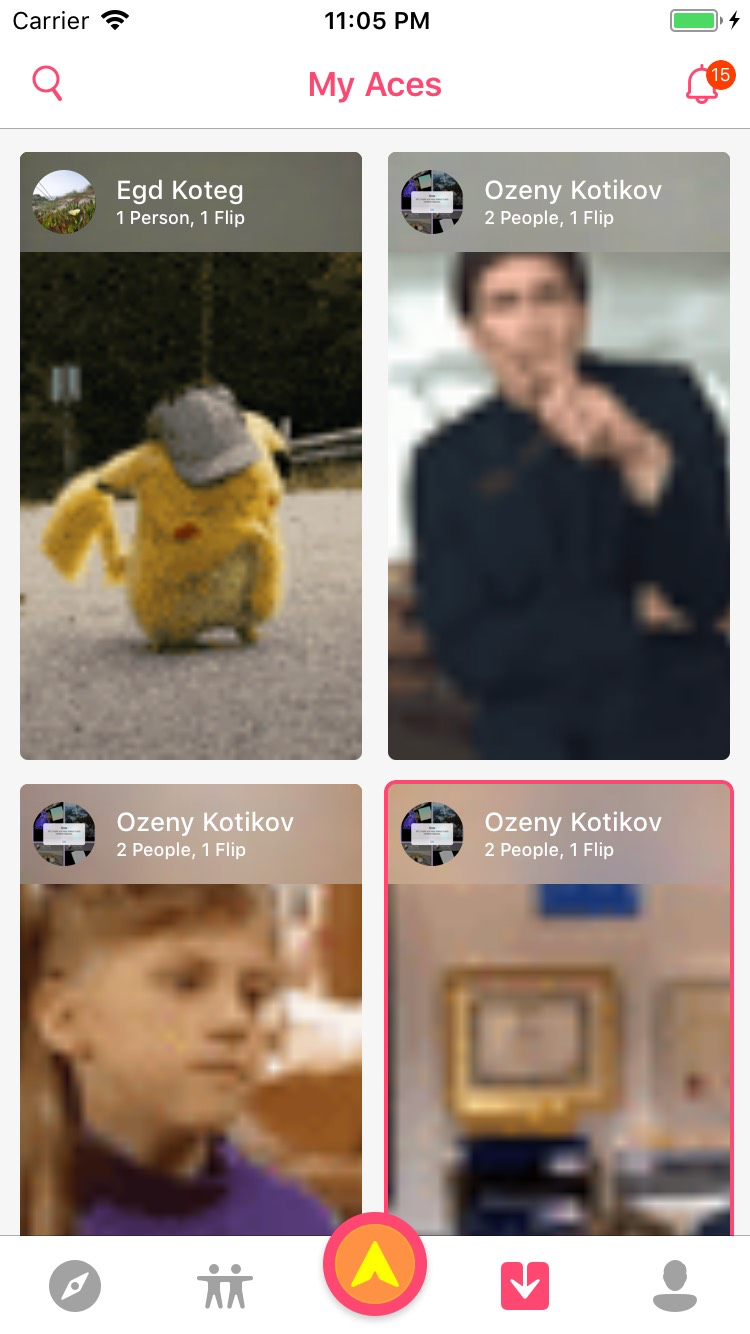 Carrier 11:05 PM
My Aces
15
Egd Koteg
1 Person, 1 Flip
Ozeny Kotikov
2 People, 1 Flip
Ozeny Kotikov
2 People, 1 Flip
Ozeny Kotikov
2 People, 1 Flip